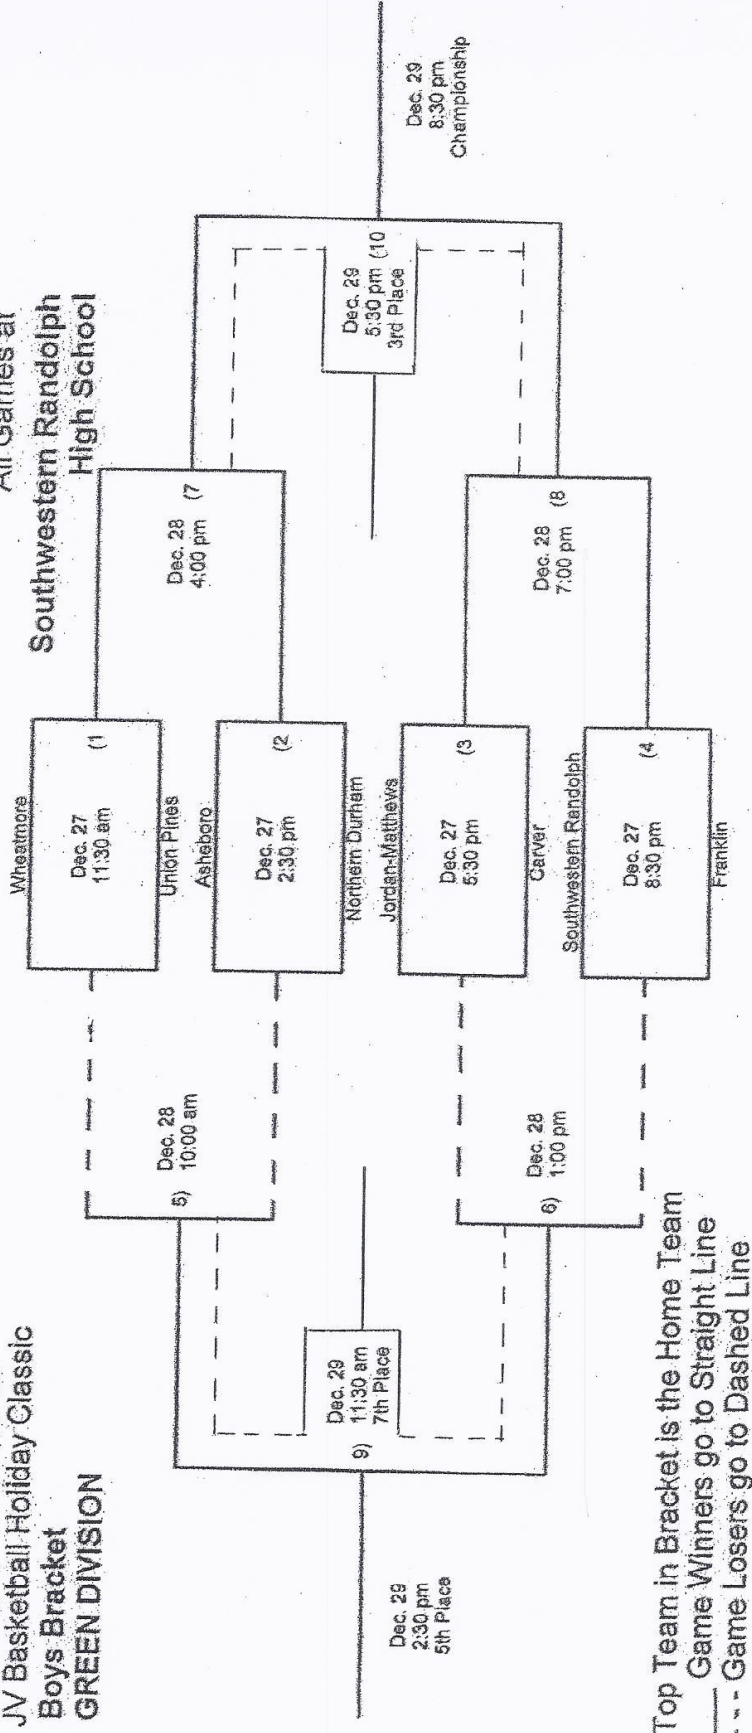 JV Basketball Holiday Classic
Boys Bracket
GREEN DIVISION
All Games at
Southwestern Randolph
High School
Wheatmore
Dec. 27
11:30 am
(1
Union Pines
Asheboro
Dec. 27
2:30 pm
(2
Northern Durham
Jordan-Matthews
Dec. 27
5:30 pm
(3
Carver
Southwestern Randolph
Dec. 27
8:30 pm
(4
Franklin
Dec. 28
10:00 am
5)
Dec. 28
1:00 pm
6)
Dec. 28
4:00 pm
(7
Dec. 28
7:00 pm
(8
Dec. 29
11:30 am
7th Place
9)
Dec. 29
2:30 pm
5th Place
Dec. 29
5:30 pm
3rd Place
(10
Dec. 29
8:30 pm
Championship
Top Team in Bracket is the Home Team
Game Winners go to Straight Line
Game Losers go to Dashed Line